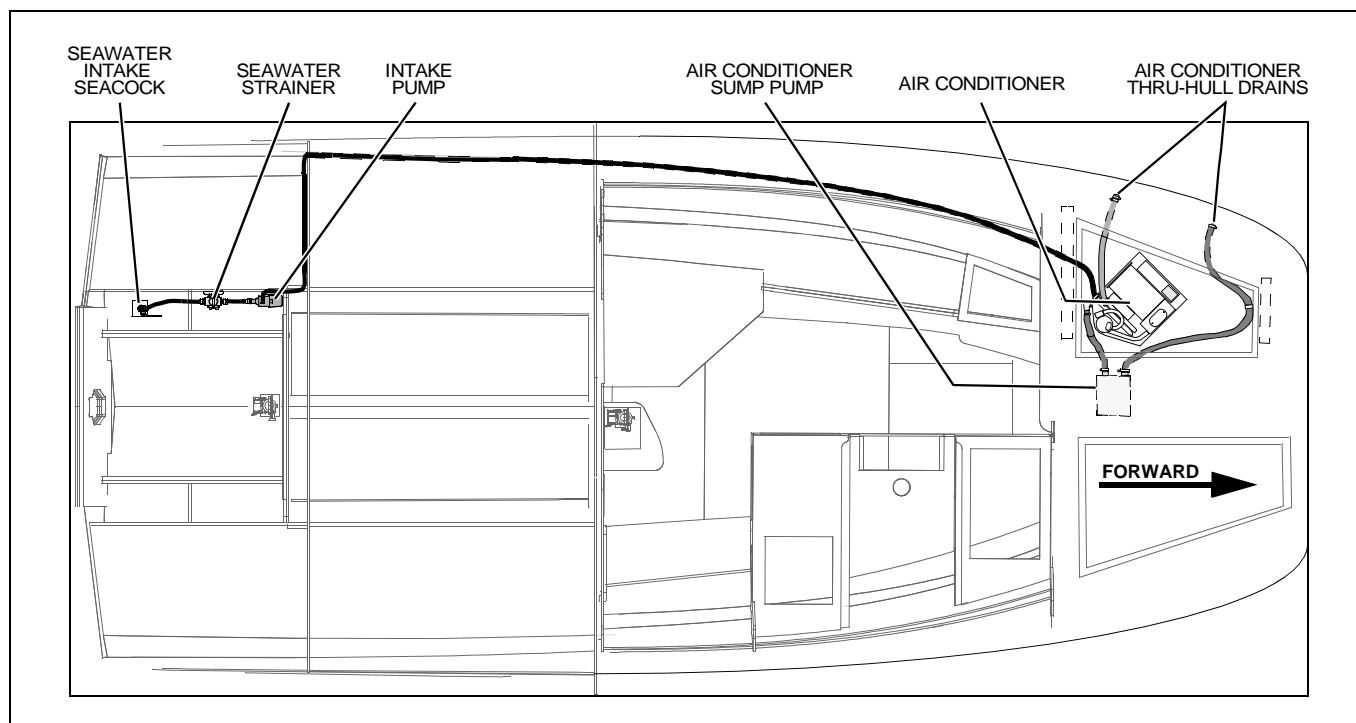 SEAWATER
INTAKE
SEACOCK
SEAWATER
STRAINER
INTAKE
PUMP
AIR CONDITIONER
SUMP PUMP
AIR CONDITIONER
AIR CONDITIONER
THRU-HULL DRAINS
FORWARD